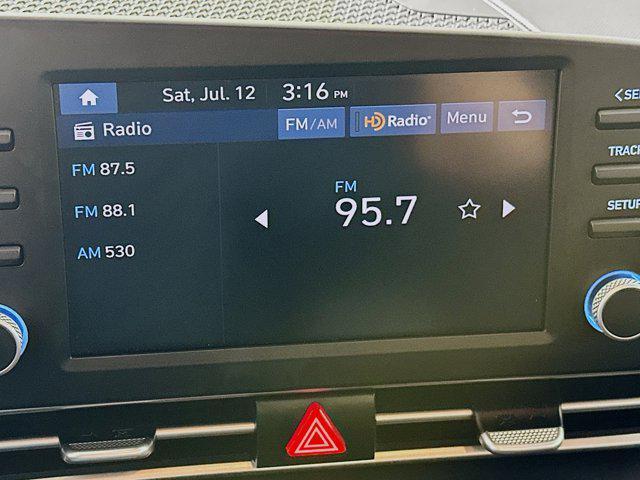 Sat, Jul. 12 3:16 PM
Radio FM/AM HD Radio Menu
FM 87.5
FM 88.1
AM 530
FM
95.7
<SE
TRACK
SETUP